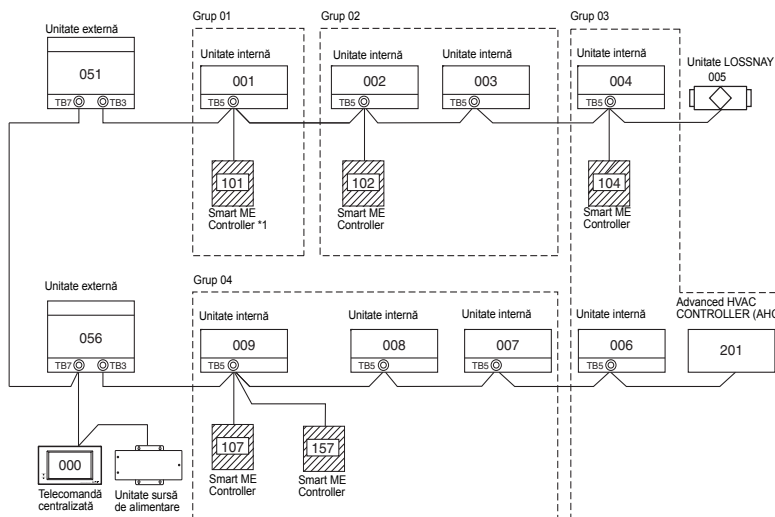 Grup 01
Grup 02
Grup 03
Unitate externă
Unitate internă
Unitate internă
Unitate internă
Unitate internă
Unitate LOSSNAY
005
051
001
002
003
004
TB7
TB3
TB5
TB5
TB5
TB5
101
102
104
Smart ME
Controller *1
Smart ME
Controller
Smart ME
Controller
Grup 04
Unitate externă
Unitate internă
Unitate internă
Unitate internă
Unitate internă
Advanced HVAC
CONTROLLER (AHC
056
009
008
007
006
201
TB7
TB3
TB5
TB5
TB5
TB5
107
157
000
Smart ME
Controller
Smart ME
Controller
Telecomandă
centralizată
Unitate sursă
de alimentare